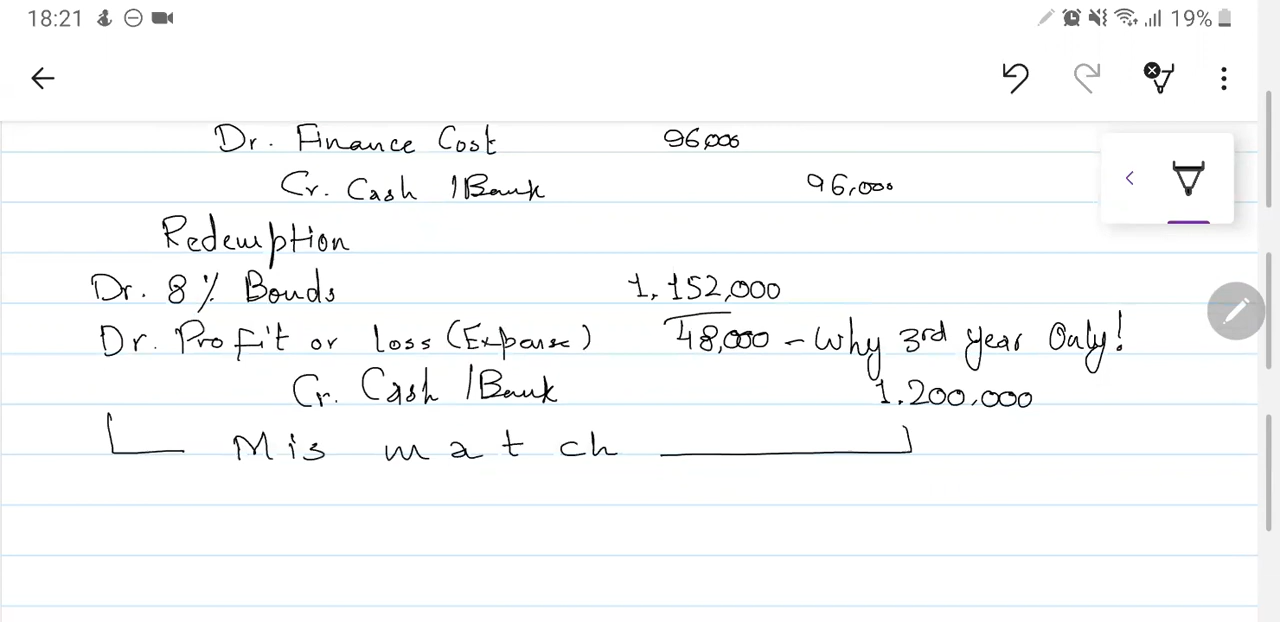 18:21 19%
Dr. Finance Cost 96,000
Cr. Cash / Bank 96,000
Redemption
Dr. 8% Bonds 1,152,000
Dr. Profit or loss (Expense) 48,000 - Why 3rd year Only!
Cr. Cash / Bank 1.200.000
Mis match